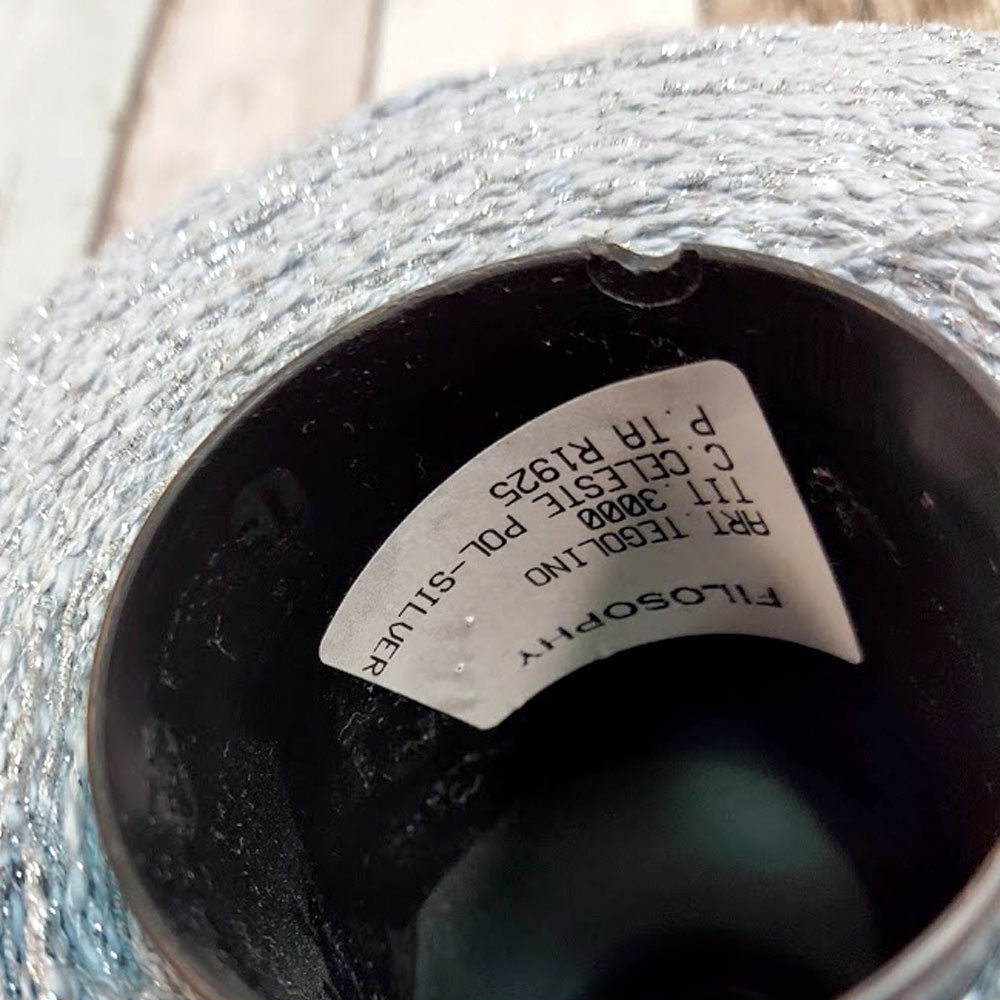 FILOSOPHY
ART.TEGOLINO
TIT.3000
C.CELESTE POL-SILVER
P.TA R1925